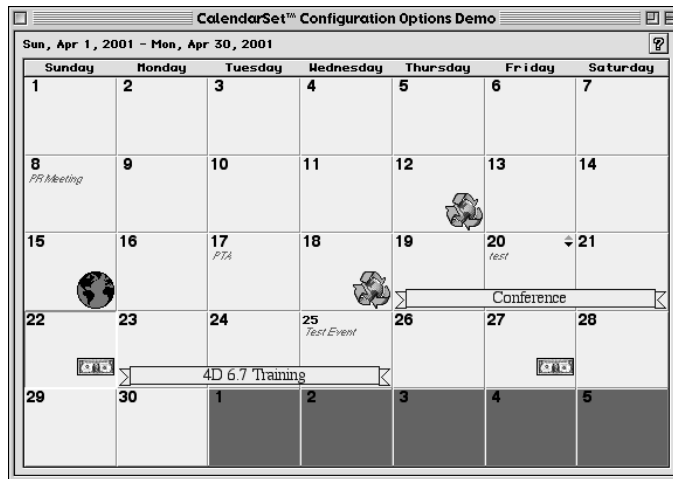 CalendarSet™ Configuration Options Demo
Sun, Apr 1, 2001 - Mon, Apr 30, 2001 ?
Sunday Monday Tuesday Wednesday Thursday Friday Saturday
1 2 3 4 5 6 7
8 9 10 11 12 13 14
PR Meeting
15 16 17 18 19 20 21
PTA test
Conference
22 23 24 25 26 27 28
Test Event
4D 6.7 Training
29 30 1 2 3 4 5